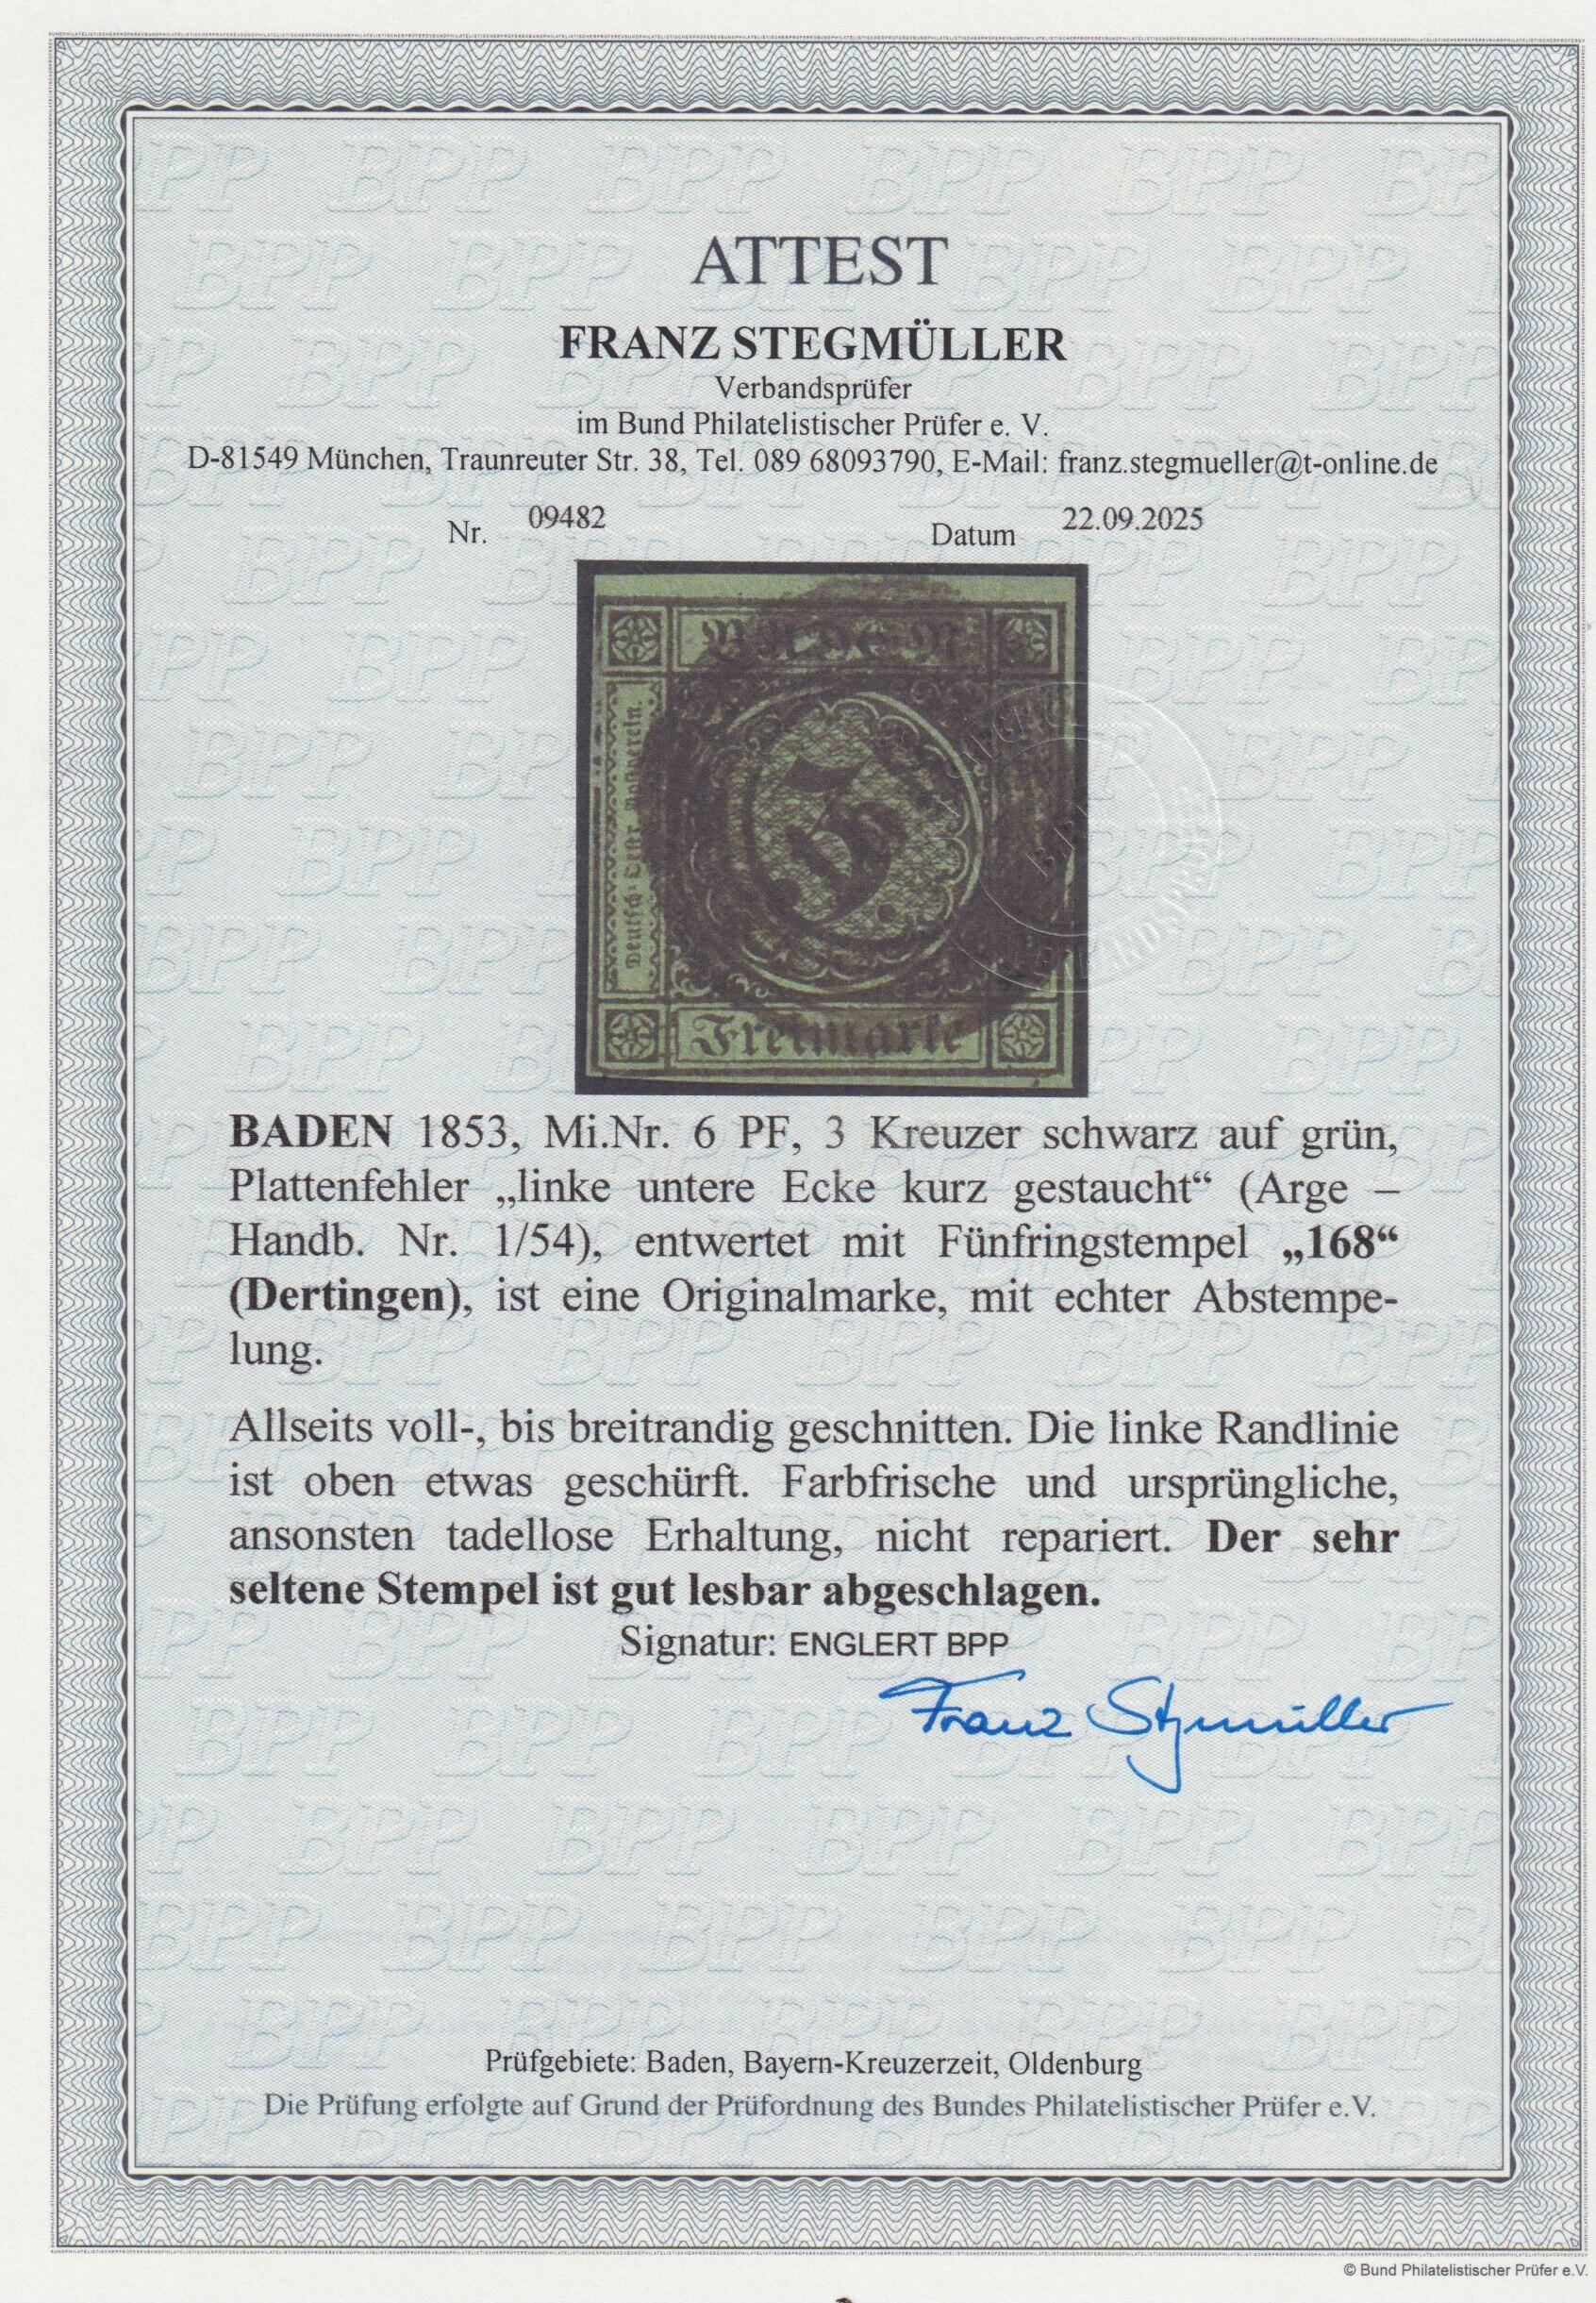 ATTEST
FRANZ STEGMÜLLER
Verbandsprüfer
im Bund Philatelistischer Prüfer e. V.
D-81549 München, Traunreuter Str. 38, Tel. 089 68093790, E-Mail: franz.stegmueller@t-online.de
Nr. 09482 Datum 22.09.2025
Baden
Deutsch-Oestr. Postverein.
3
Freimarke
BADEN 1853, Mi.Nr. 6 PF, 3 Kreuzer schwarz auf grün,
Plattenfehler „linke untere Ecke kurz gestaucht“ (Arge –
Handb. Nr. 1/54), entwertet mit Fünfringstempel „168“
(Dertingen), ist eine Originalmarke, mit echter Abstempe-
lung.
Allseits voll-, bis breitrandig geschnitten. Die linke Randlinie
ist oben etwas geschürft. Farbfrische und ursprüngliche,
ansonsten tadellose Erhaltung, nicht repariert. Der sehr
seltene Stempel ist gut lesbar abgeschlagen.
Signatur: ENGLERT BPP
Franz Stegmüller
Prüfgebiete: Baden, Bayern-Kreuzerzeit, Oldenburg
Die Prüfung erfolgte auf Grund der Prüfordnung des Bundes Philatelistischer Prüfer e.V.
© Bund Philatelistischer Prüfer e.V.